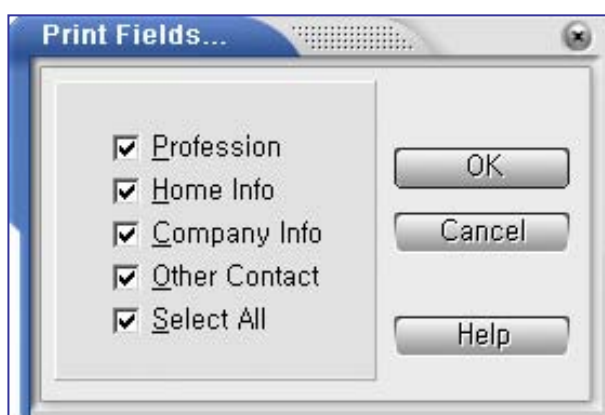 Print Fields...
Profession
Home Info
Company Info
Other Contact
Select All
OK
Cancel
Help